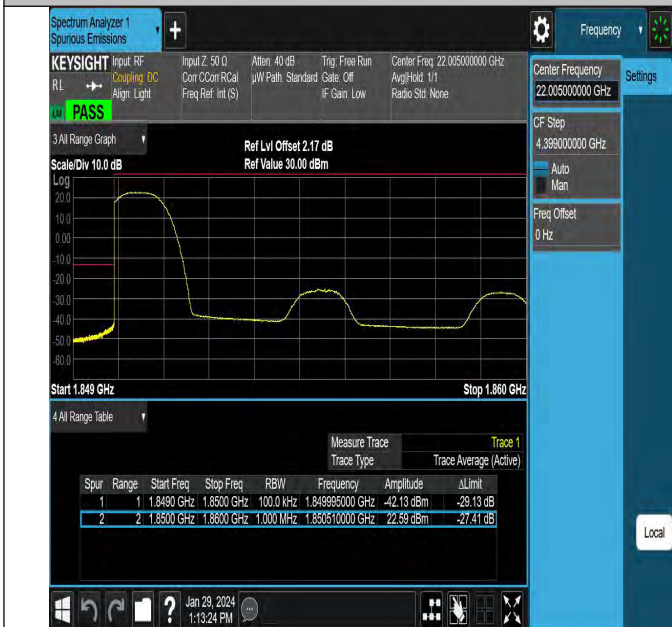 Spectrum Analyzer 1
Spurious Emissions
Frequency
KEYSIGHT
RL
Input: RF
Coupling: DC
Align: Light
Input Z: 50 Ω
Corr CCorr RCal
Freq Ref: Int (S)
Atten: 40 dB
µW Path: Standard
Trig: Free Run
Gate: Off
IF Gain: Low
Center Freq: 22.005000000 GHz
Avg|Hold: 1/1
Radio Std: None
PASS
Center Frequency
22.005000000 GHz
Settings
CF Step
4.399000000 GHz
Auto
Man
Freq Offset
0 Hz
3 All Range Graph
Scale/Div 10.0 dB
Ref Lvl Offset 2.17 dB
Ref Value 30.00 dBm
Log
20.0
10.0
0.00
-10.0
-20.0
-30.0
-40.0
-50.0
-60.0
Start 1.849 GHz
Stop 1.860 GHz
4 All Range Table
Measure Trace Trace 1
Trace Type Trace Average (Active)
Spur Range Start Freq Stop Freq RBW Frequency Amplitude ΔLimit
1 1 1.8490 GHz 1.8500 GHz 100.0 kHz 1.849995000 GHz -42.13 dBm -29.13 dB
2 2 1.8500 GHz 1.8600 GHz 1.000 MHz 1.850510000 GHz 22.59 dBm -27.41 dB
Local
Jan 29, 2024
1:13:24 PM